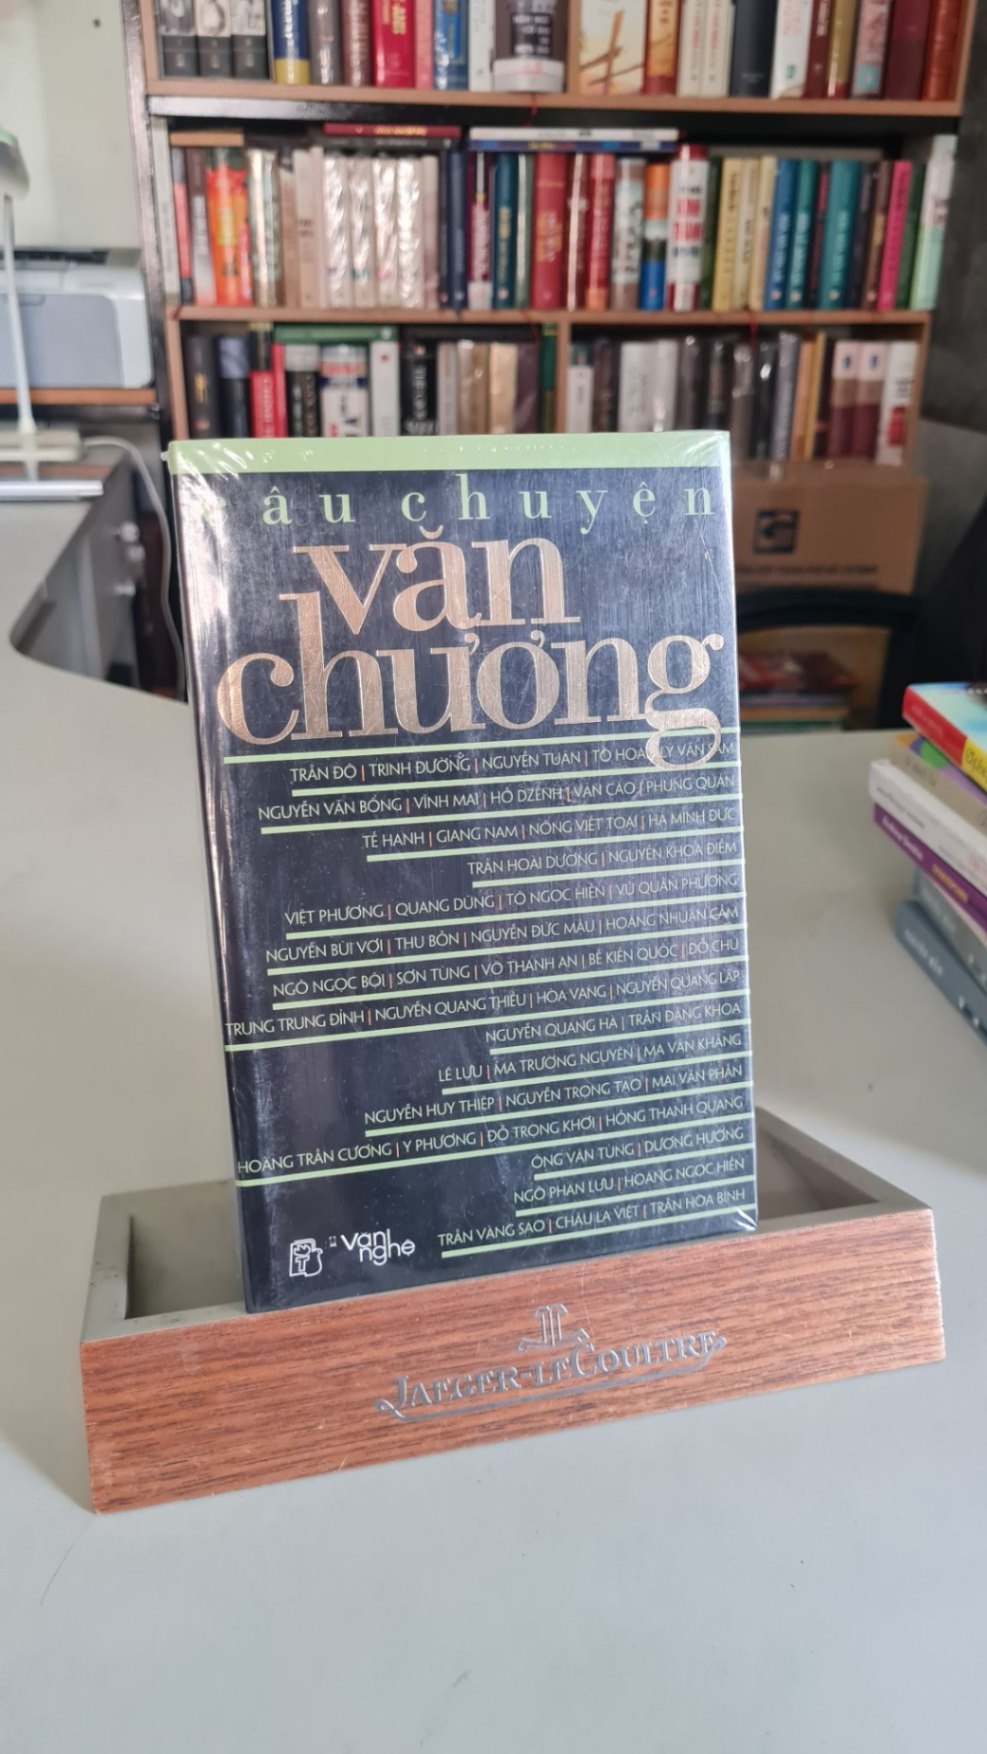 câu chuyện
văn
chương
TRẦN ĐỘ | TRINH ĐƯỜNG | NGUYỄN TUÂN | TÔ HOÀI | LÝ VĂN SÂM
NGUYỄN VĂN BỔNG | VĨNH MAI | HỒ DZẾNH | VĂN CAO | PHÙNG QUÁN
TẾ HANH | GIANG NAM | NÔNG VIẾT TOẠI | HÀ MINH ĐỨC
TRẦN HOÀI DƯƠNG | NGUYỄN KHOA ĐIỀM
VIỆT PHƯƠNG | QUANG DŨNG | TÔ NGỌC HIẾN | VŨ QUẦN PHƯƠNG
NGUYỄN BÙI VỢI | THU BỒN | NGUYỄN ĐỨC MẬU | HOÀNG NHUẬN CẦM
NGÔ NGỌC BỘI | SƠN TÙNG | VÕ THANH AN | BẾ KIẾN QUỐC | ĐỖ CHU
TRUNG TRUNG ĐỈNH | NGUYỄN QUANG THIỀU | HÒA VANG | NGUYỄN QUANG LẬP
NGUYỄN QUANG HÀ | TRẦN ĐĂNG KHOA
LÊ LỰU | MA TRƯỜNG NGUYÊN | MA VĂN KHÁNG
NGUYỄN HUY THIỆP | NGUYỄN TRỌNG TẠO | MAI VĂN PHẤN
HOÀNG TRẦN CƯƠNG | Y PHƯƠNG | ĐỖ TRỌNG KHƠI | HỒNG THANH QUANG
ÔNG VĂN TÙNG | DƯƠNG HƯỚNG
NGÔ PHAN LƯU | HOÀNG NGỌC HIẾN
TRẦN VÀNG SAO | CHÂU LA VIỆT | TRẦN HÒA BÌNH
văn nghệ
JAEGER-LECOULTRE